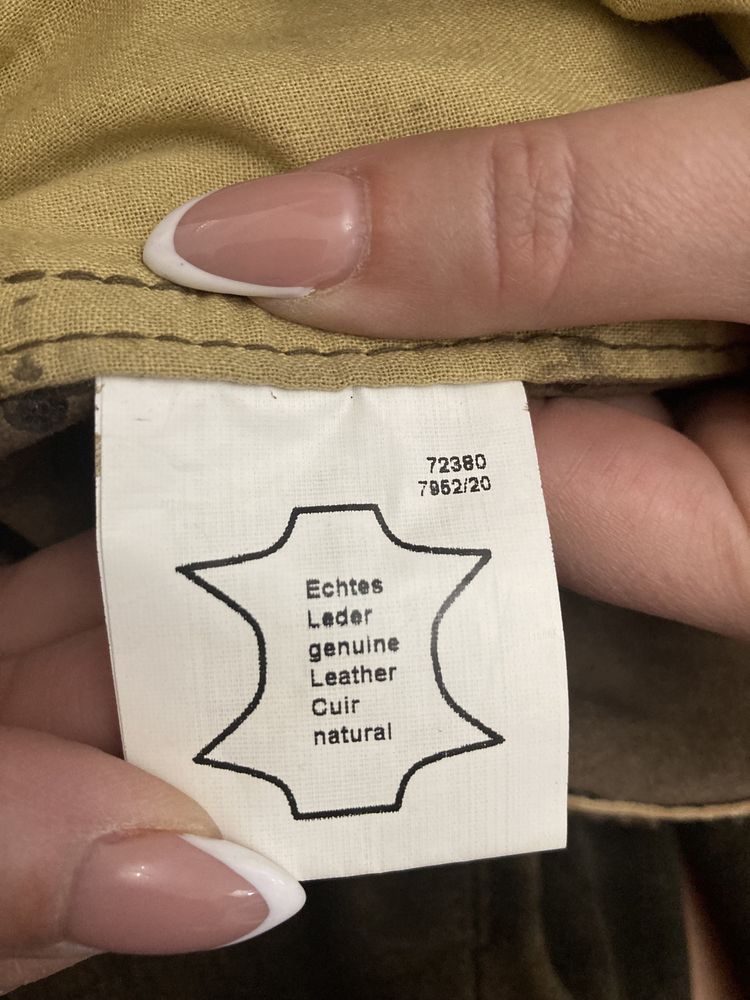 72380
7952/20
Echtes
Leder
genuine
Leather
Cuir
natural